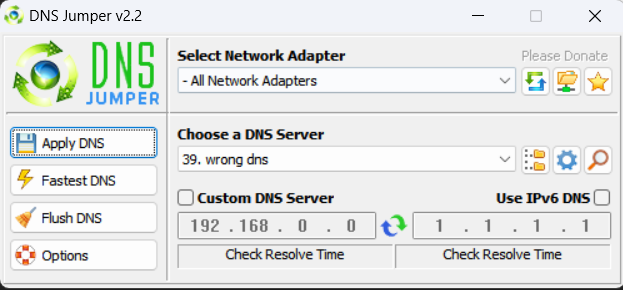 DNS Jumper v2.2
DNS
JUMPER
Select Network Adapter
Please Donate
- All Network Adapters
Apply DNS
Fastest DNS
Flush DNS
Options
Choose a DNS Server
39. wrong dns
Custom DNS Server
Use IPv6 DNS
192 . 168 . 0 . 0
1 . 1 . 1 . 1
Check Resolve Time
Check Resolve Time